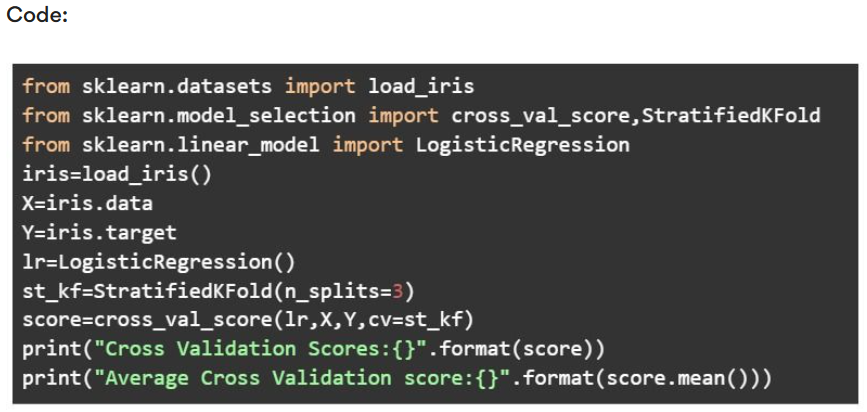 Code:
from sklearn.datasets import load_iris
from sklearn.model_selection import cross_val_score,StratifiedKFold
from sklearn.linear_model import LogisticRegression
iris=load_iris()
X=iris.data
Y=iris.target
lr=LogisticRegression()
st_kf=StratifiedKFold(n_splits=3)
score=cross_val_score(lr,X,Y,cv=st_kf)
print("Cross Validation Scores:{}".format(score))
print("Average Cross Validation score:{}".format(score.mean()))